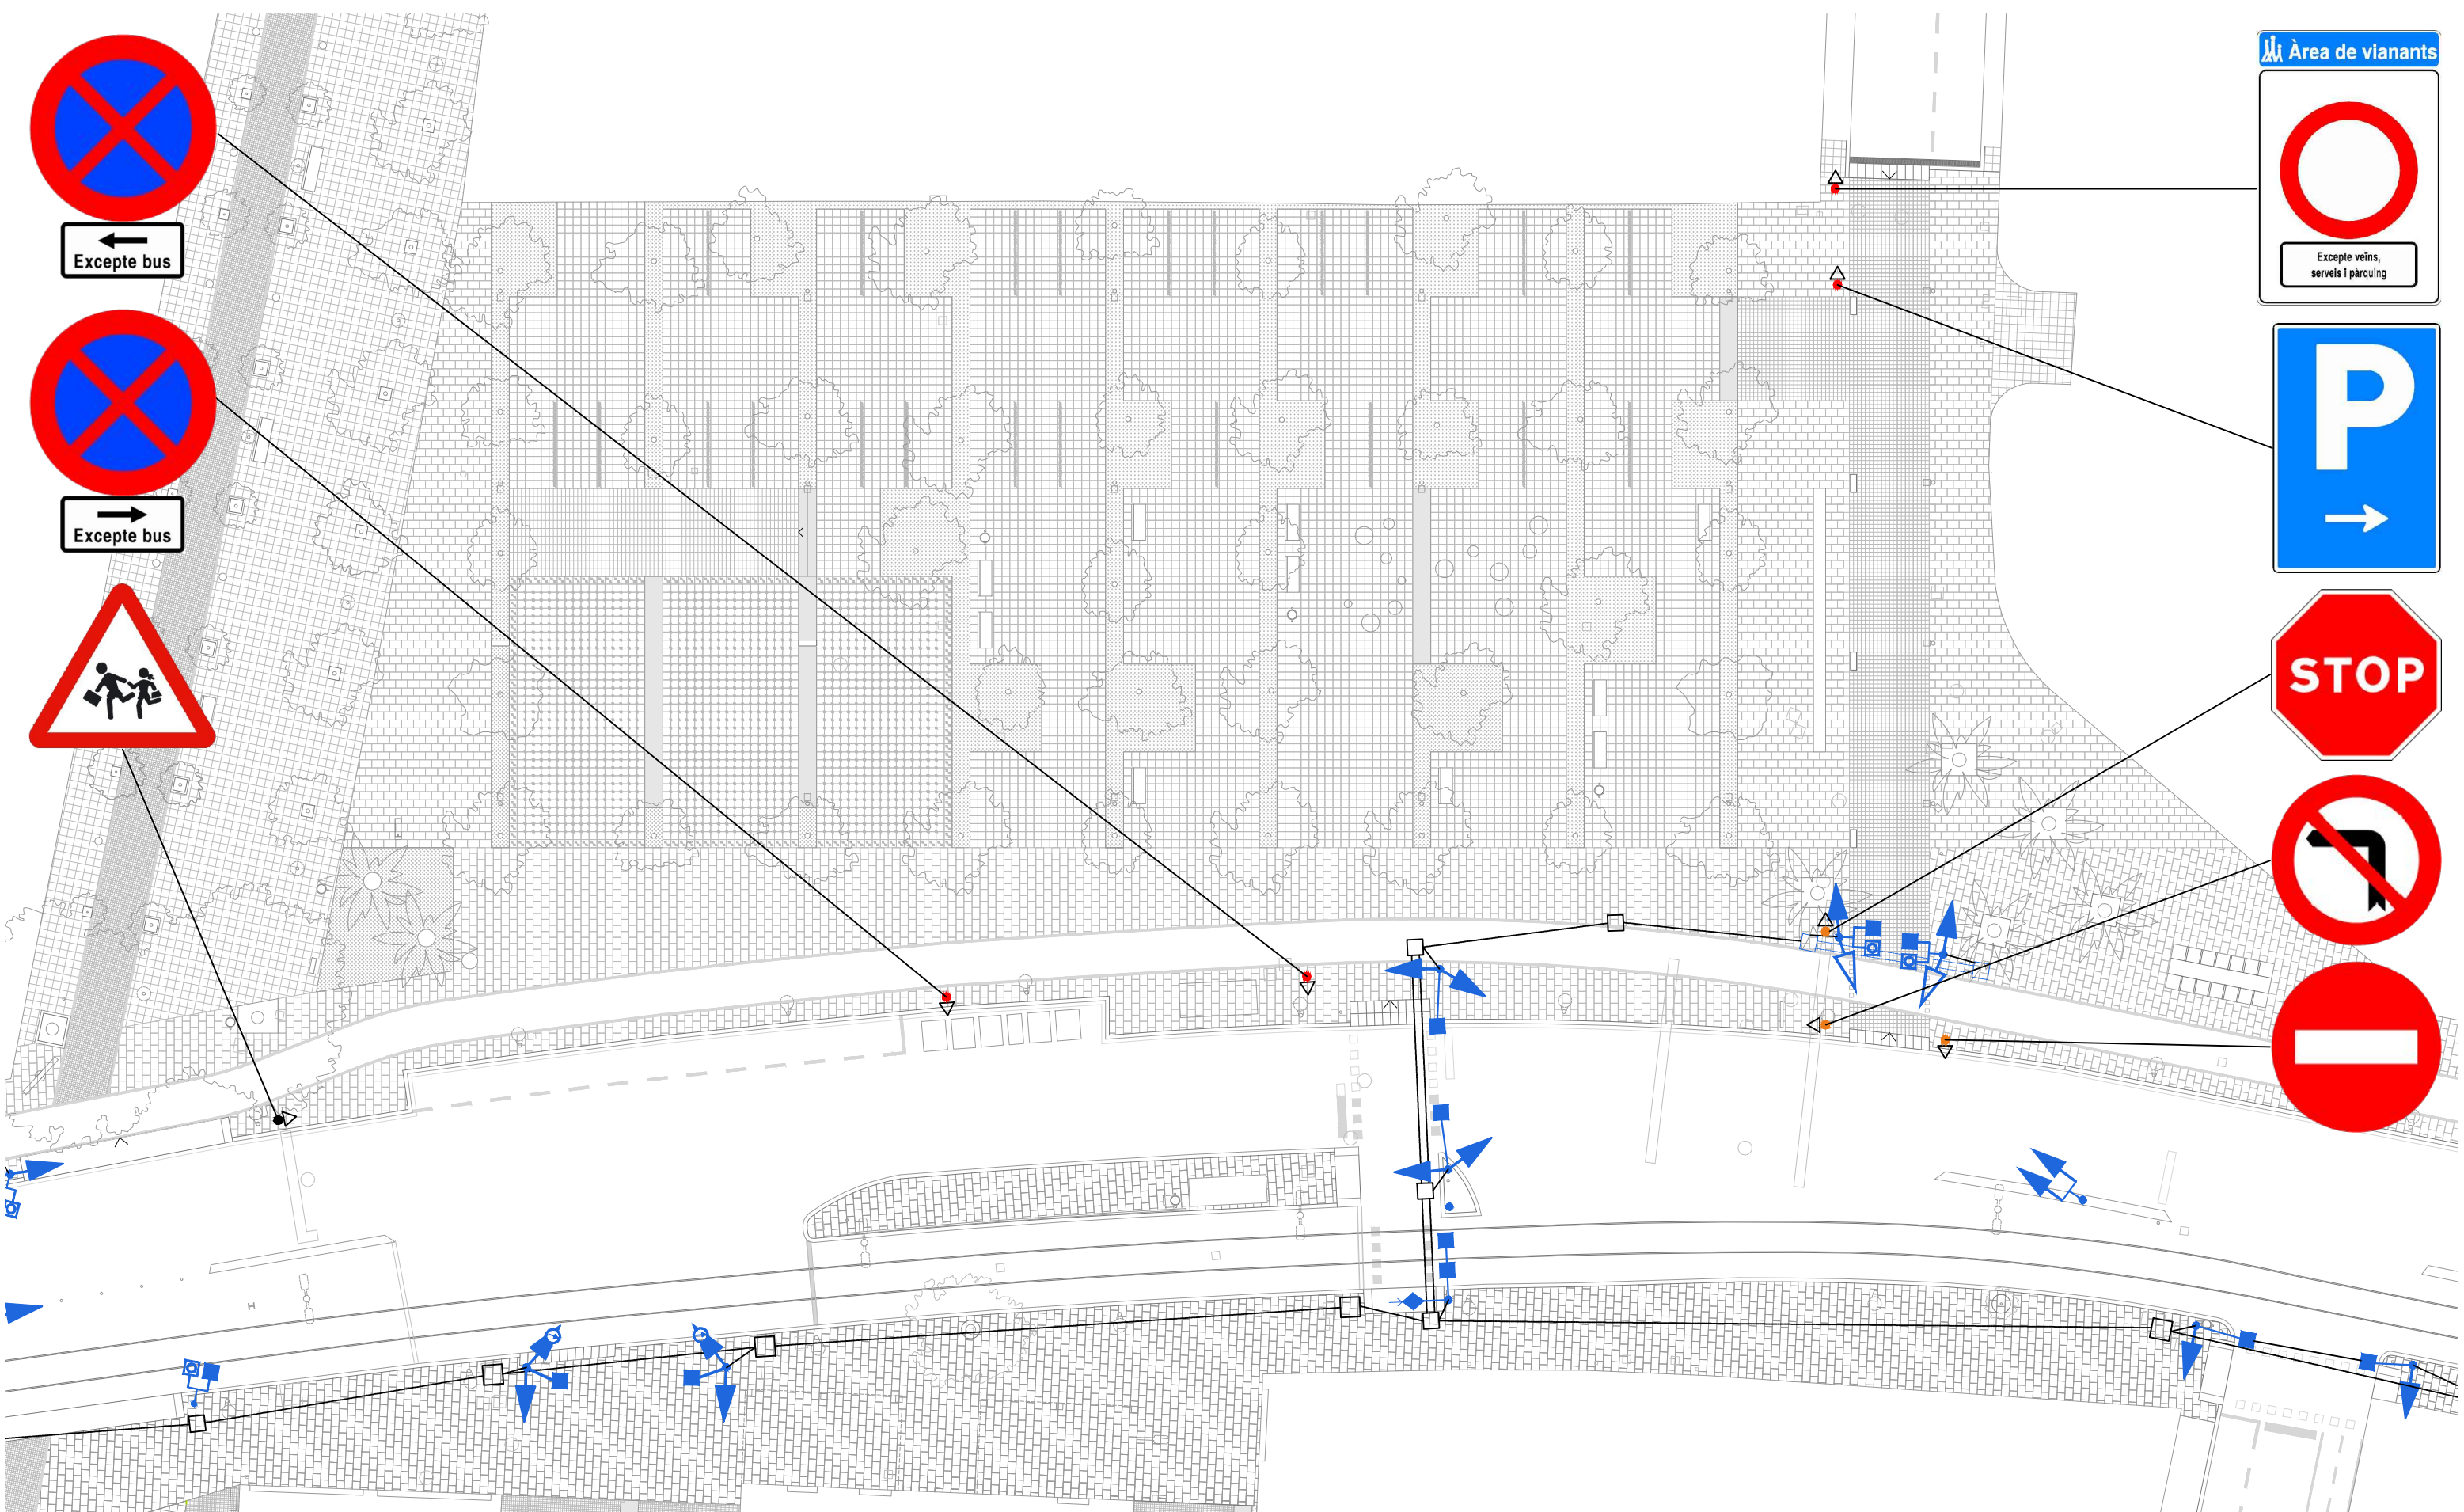 Excepte bus
Excepte bus
Àrea de vianants
Excepte veïns,
serveis i pàrquing
P
STOP